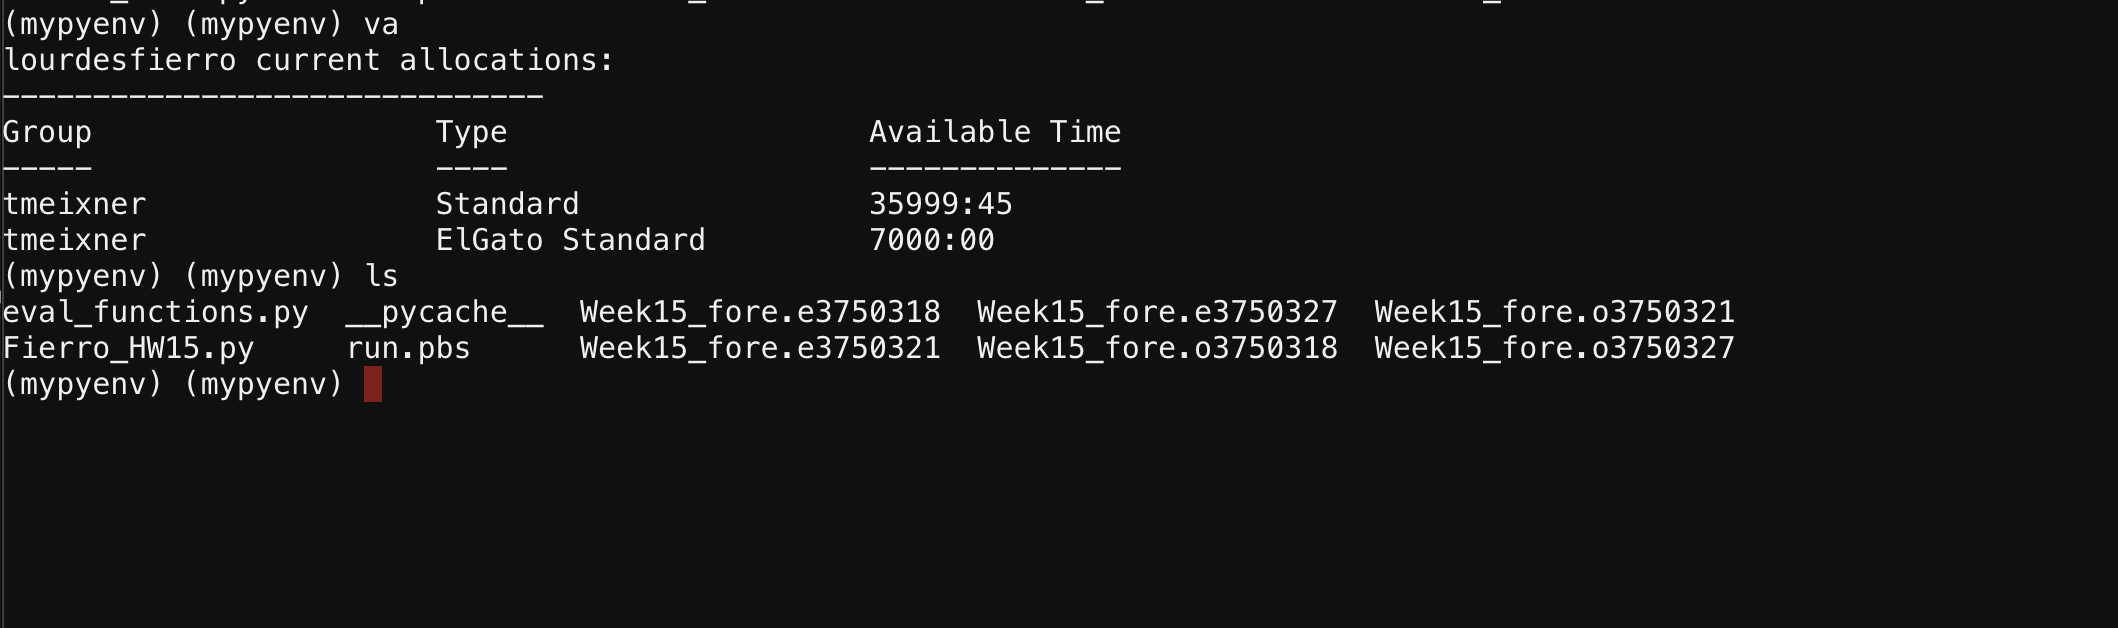 (mypyenv) (mypyenv) va
lourdesfierro current allocations:
------------------------------
Group                   Type                    Available Time
-----                   ----                    --------------
tmeixner                Standard                35999:45
tmeixner                ElGato Standard         7000:00
(mypyenv) (mypyenv) ls
eval_functions.py  __pycache__  Week15_fore.e3750318  Week15_fore.e3750327  Week15_fore.o3750321
Fierro_HW15.py     run.pbs      Week15_fore.e3750321  Week15_fore.o3750318  Week15_fore.o3750327
(mypyenv) (mypyenv)